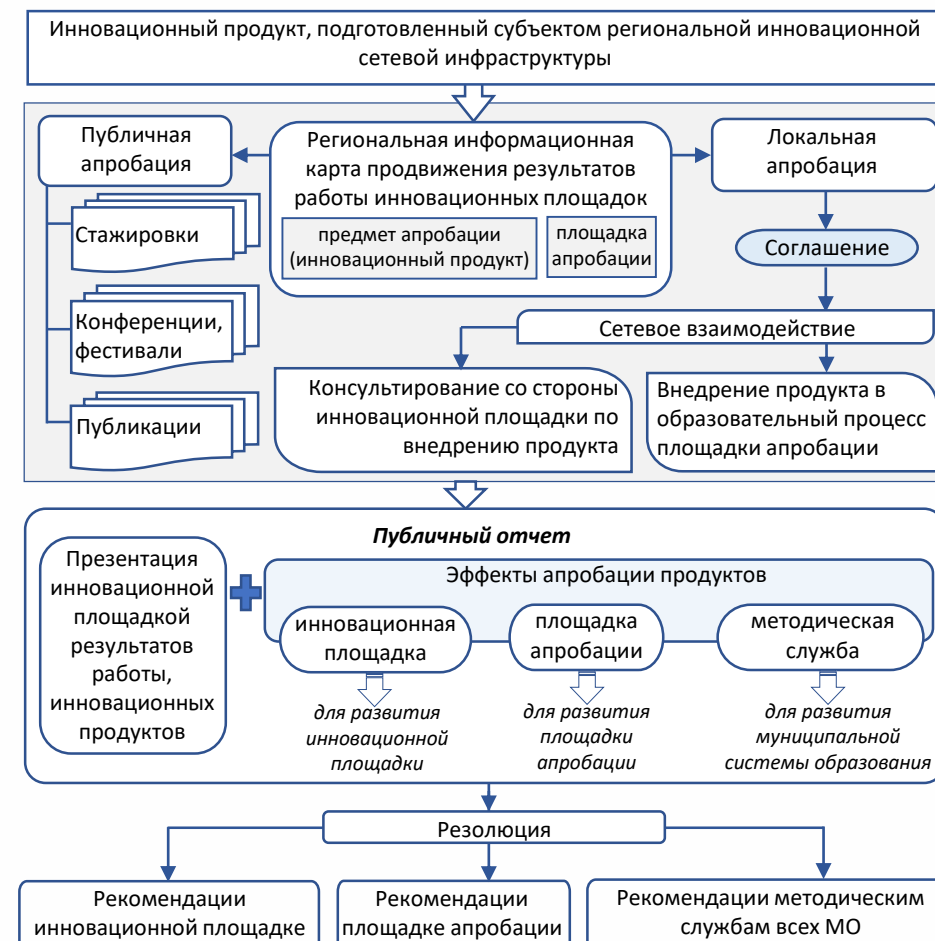 Инновационный продукт, подготовленный субъектом региональной инновационной
сетевой инфраструктуры
Публичная
апробация
Региональная информационная
карта продвижения результатов
работы инновационных площадок
предмет апробации
(инновационный продукт)
площадка
апробации
Локальная
апробация
Стажировки
Соглашение
Конференции,
фестивали
Сетевое взаимодействие
Публикации
Консультирование со стороны
инновационной площадки по
внедрению продукта
Внедрение продукта в
образовательный процесс
площадки апробации
Публичный отчет
Презентация
инновационной
площадкой
результатов
работы,
инновационных
продуктов
Эффекты апробации продуктов
инновационная
площадка
площадка
апробации
методическая
служба
для развития
инновационной
площадки
для развития
площадки
апробации
для развития
муниципальной
системы образования
Резолюция
Рекомендации
инновационной площадке
Рекомендации
площадке апробации
Рекомендации методическим
службам всех МО